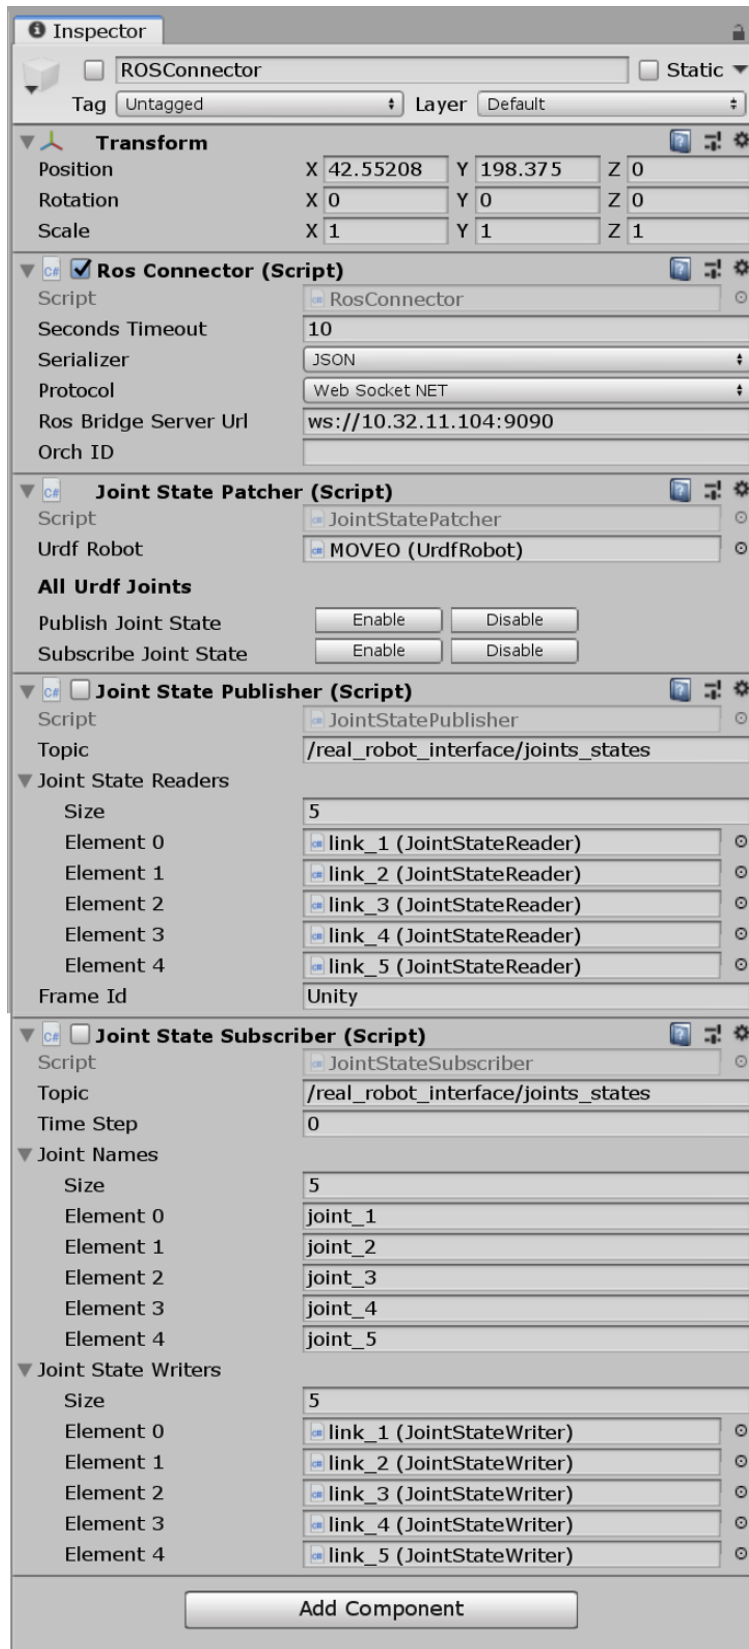 Inspector
ROSConnector Static
Tag Untagged Layer Default
Transform
Position X 42.55208 Y 198.375 Z 0
Rotation X 0 Y 0 Z 0
Scale X 1 Y 1 Z 1
C# Ros Connector (Script)
Script RosConnector
Seconds Timeout 10
Serializer JSON
Protocol Web Socket NET
Ros Bridge Server Url ws://10.32.11.104:9090
Orch ID
C# Joint State Patcher (Script)
Script JointStatePatcher
Urdf Robot MOVEO (UrdfRobot)
All Urdf Joints
Publish Joint State Enable Disable
Subscribe Joint State Enable Disable
C# Joint State Publisher (Script)
Script JointStatePublisher
Topic /real_robot_interface/joints_states
Joint State Readers
Size 5
Element 0 link_1 (JointStateReader)
Element 1 link_2 (JointStateReader)
Element 2 link_3 (JointStateReader)
Element 3 link_4 (JointStateReader)
Element 4 link_5 (JointStateReader)
Frame Id Unity
C# Joint State Subscriber (Script)
Script JointStateSubscriber
Topic /real_robot_interface/joints_states
Time Step 0
Joint Names
Size 5
Element 0 joint_1
Element 1 joint_2
Element 2 joint_3
Element 3 joint_4
Element 4 joint_5
Joint State Writers
Size 5
Element 0 link_1 (JointStateWriter)
Element 1 link_2 (JointStateWriter)
Element 2 link_3 (JointStateWriter)
Element 3 link_4 (JointStateWriter)
Element 4 link_5 (JointStateWriter)
Add Component